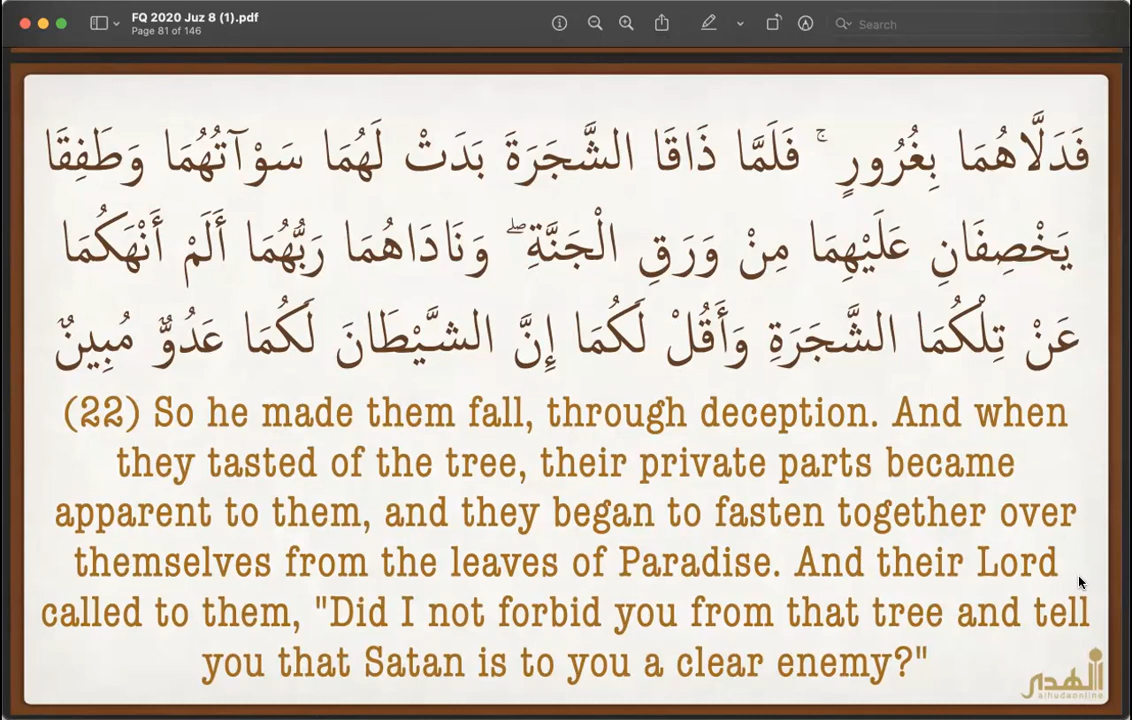 FQ 2020 Juz 8 (1).pdf
Page 81 of 146
Search
فَدَلَّاهُمَا بِغُرُورٍ ۚ فَلَمَّا ذَاقَا الشَّجَرَةَ بَدَتْ لَهُمَا سَوْآتُهُمَا وَطَفِقَا
يَخْصِفَانِ عَلَيْهِمَا مِنْ وَرَقِ الْجَنَّةِ ۖ وَنَادَاهُمَا رَبُّهُمَا أَلَمْ أَنْهَكُمَا
عَنْ تِلْكُمَا الشَّجَرَةِ وَأَقُلْ لَكُمَا إِنَّ الشَّيْطَانَ لَكُمَا عَدُوٌّ مُبِينٌ
(22) So he made them fall, through deception. And when
they tasted of the tree, their private parts became
apparent to them, and they began to fasten together over
themselves from the leaves of Paradise. And their Lord
called to them, "Did I not forbid you from that tree and tell
you that Satan is to you a clear enemy?"
الهدى
alhudaonline